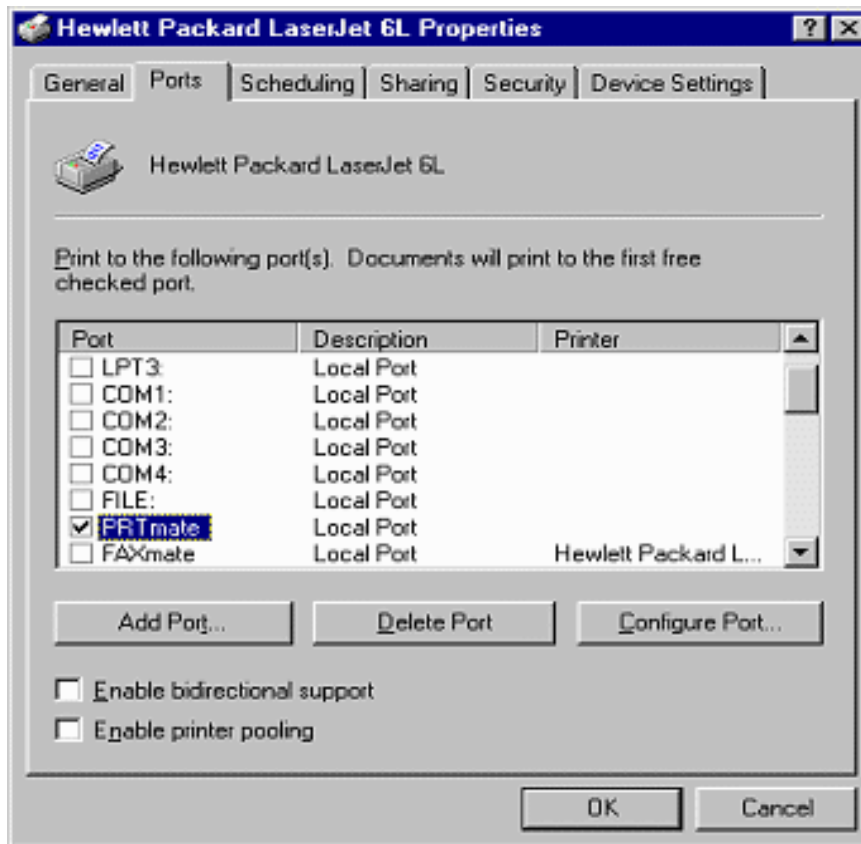 Hewlett Packard LaserJet 6L Properties
General Ports Scheduling Sharing Security Device Settings
Hewlett Packard LaserJet 6L
Print to the following port(s). Documents will print to the first free
checked port.
Port Description Printer
LPT3: Local Port
COM1: Local Port
COM2: Local Port
COM3: Local Port
COM4: Local Port
FILE: Local Port
PRTmate Local Port
FAXmate Local Port Hewlett Packard L...
Add Port... Delete Port Configure Port...
Enable bidirectional support
Enable printer pooling
OK Cancel